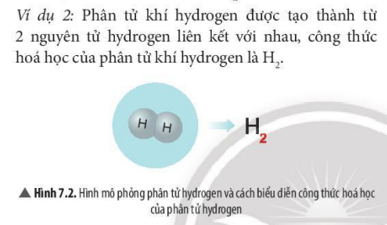 Ví dụ 2: Phân tử khí hydrogen được tạo thành từ
2 nguyên tử hydrogen liên kết với nhau, công thức
hoá học của phân tử khí hydrogen là H₂.
H H H₂
▲ Hình 7.2. Hình mô phỏng phân tử hydrogen và cách biểu diễn công thức hoá học
của phân tử hydrogen